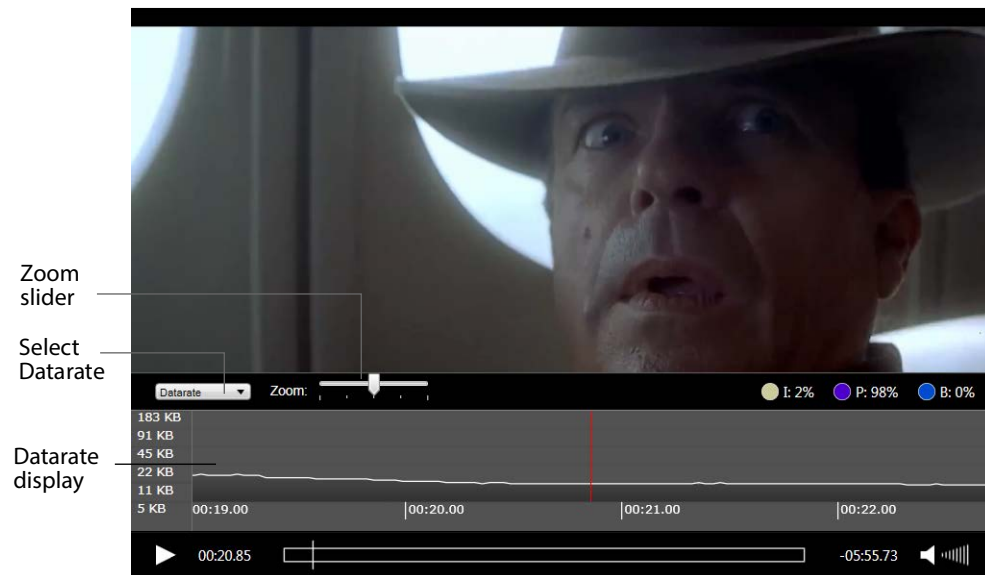 Zoom
slider
Select
Datarate
Datarate Zoom: I: 2% P: 98% B: 0%
Datarate
display
183 KB
91 KB
45 KB
22 KB
11 KB
5 KB 00:19.00 00:20.00 00:21.00 00:22.00
00:20.85 -05:55.73